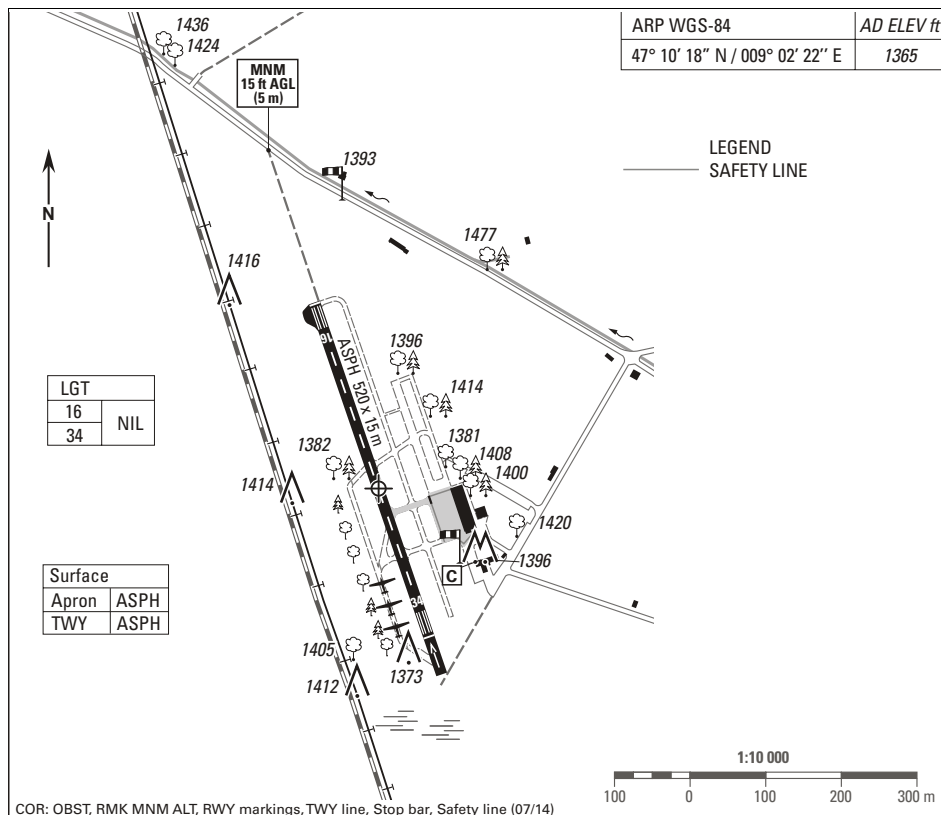 1436
1424
ARP WGS-84
AD ELEV ft
47° 10' 18" N / 009° 02' 22'' E
1365
MNM
15 ft AGL
(5 m)
LEGEND
SAFETY LINE
1393
N
1477
1416
16
ASPH 520 x 15 m
1396
1414
LGT
16
34
NIL
1382
1381
1408
1400
1414
1420
1396
C
Surface
Apron
ASPH
TWY
ASPH
34
1405
1412
1373
1:10 000
100 m
0
100
200
300 m
COR: OBST, RMK MNM ALT, RWY markings, TWY line, Stop bar, Safety line (07/14)